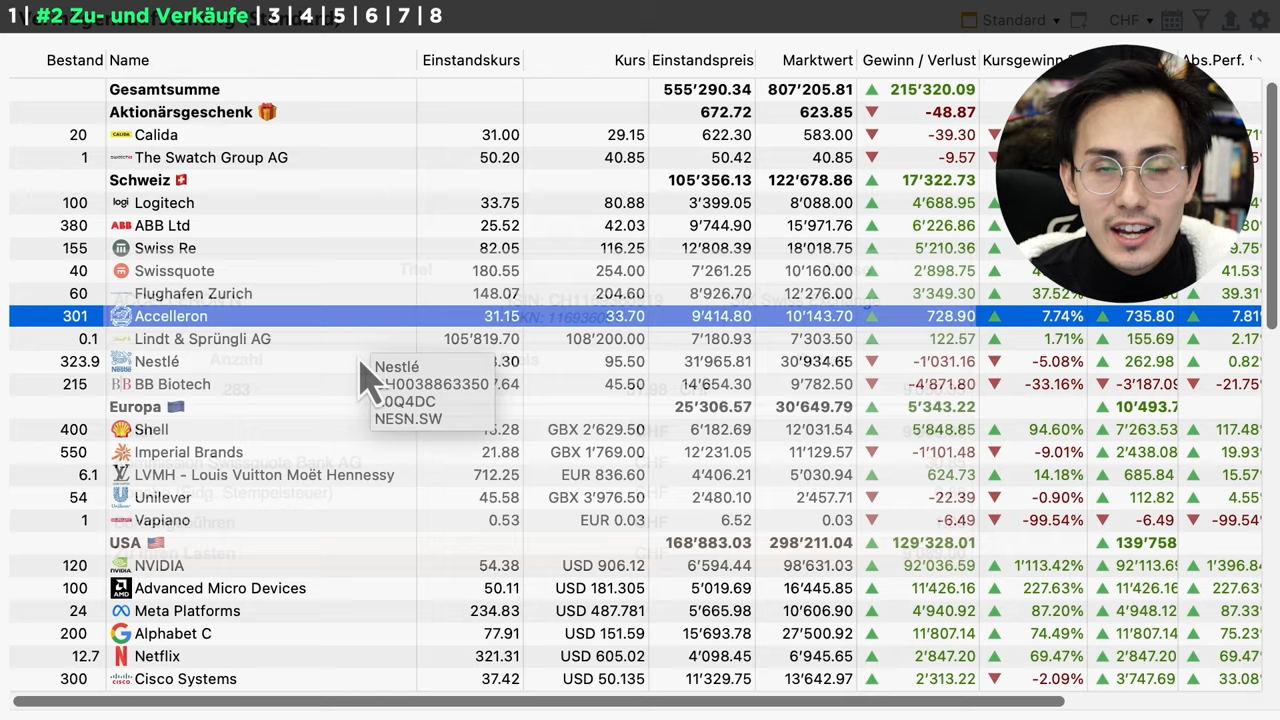 1 | #2 Zu- und Verkäufe | 3 | 4 | 5 | 6 | 7 | 8 Standard CHF
Bestand Name Einstandskurs Kurs Einstandspreis Marktwert Gewinn / Verlust Kursgewinn Abs.Perf.
Gesamtsumme 555’290.34 807’205.81 215’320.09
Aktionärsgeschenk 🎁 672.72 623.85 -48.87
20 CALIDA Calida 31.00 29.15 622.30 583.00 -39.30
1 The Swatch Group AG 50.20 40.85 50.42 40.85 -9.57
Schweiz 🇨🇭 105’356.13 122’678.86 17’322.73
100 logi Logitech 33.75 80.88 3’399.05 8’088.00 4’688.95
380 ABB ABB Ltd 25.52 42.03 9’744.90 15’971.76 6’226.86
155 Swiss Re 82.05 116.25 12’808.39 18’018.75 5’210.36 9.75%
40 Swissquote 180.55 254.00 7’261.25 10’160.00 2’898.75 41.53%
60 Flughafen Zurich 148.07 204.60 8’926.70 12’276.00 3’349.30 37.52% 39.31
301 Accelleron 31.15 33.70 9’414.80 10’143.70 728.90 7.74% 735.80 7.81
0.1 Lindt & Sprüngli AG 105’819.70 108’200.00 7’180.93 7’303.50 122.57 1.71% 155.69 2.17
323.9 Nestlé 3.30 95.50 31’965.81 30’934.65 -1’031.16 -5.08% 262.98 0.82
215 BB BB Biotech 7.64 45.50 14’654.30 9’782.50 -4’871.80 -33.16% -3’187.09 -21.75
Nestlé
CH0038863350
A0Q4DC
NESN.SW
Europa 🇪🇺 25’306.57 30’649.79 5’343.22 10’493.7
400 Shell 15.28 GBX 2’629.50 6’182.69 12’031.54 5’848.85 94.60% 7’263.53 117.48
550 Imperial Brands 21.88 GBX 1’769.00 12’231.05 11’129.57 -1’101.48 -9.01% 2’438.08 19.93
6.1 LVMH - Louis Vuitton Moët Hennessy 712.25 EUR 836.60 4’406.21 5’030.94 624.73 14.18% 685.84 15.57
54 Unilever 45.58 GBX 3’976.50 2’480.10 2’457.71 -22.39 -0.90% 112.82 4.55
1 Vapiano 0.53 EUR 0.03 6.52 0.03 -6.49 -99.54% -6.49 -99.54
USA 🇺🇸 168’883.03 298’211.04 129’328.01 139’758
120 NVIDIA 54.38 USD 906.12 6’594.44 98’631.03 92’036.59 1’113.42% 92’113.69 1’396.84
100 AMD Advanced Micro Devices 50.11 USD 181.305 5’019.69 16’445.85 11’426.16 227.63% 11’426.16 227.63
24 Meta Platforms 234.83 USD 487.781 5’665.98 10’606.90 4’940.92 87.20% 4’948.12 87.33
200 Alphabet C 77.91 USD 151.59 15’693.78 27’500.92 11’807.14 74.49% 11’807.14 75.23
12.7 Netflix 321.31 USD 605.02 4’098.45 6’945.65 2’847.20 69.47% 2’847.20 69.47
300 CISCO Cisco Systems 37.42 USD 50.135 11’329.75 13’642.97 2’313.22 -2.09% 3’747.69 33.08